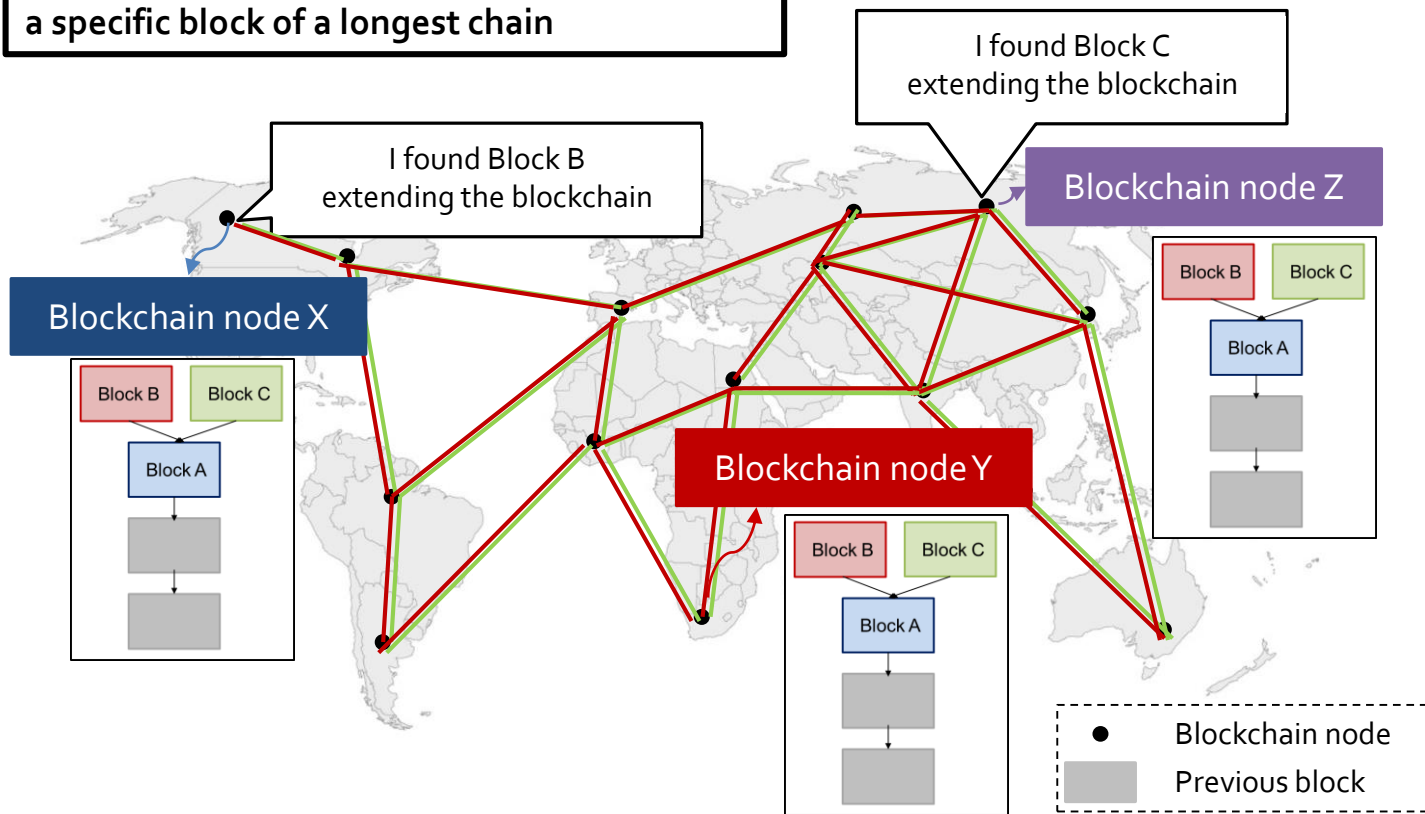 a specific block of a longest chain
I found Block C
extending the blockchain
I found Block B
extending the blockchain
Blockchain node Z
Block B
Block C
Block A
Blockchain node X
Block B
Block C
Block A
Blockchain node Y
Block B
Block C
Block A
Blockchain node
Previous block